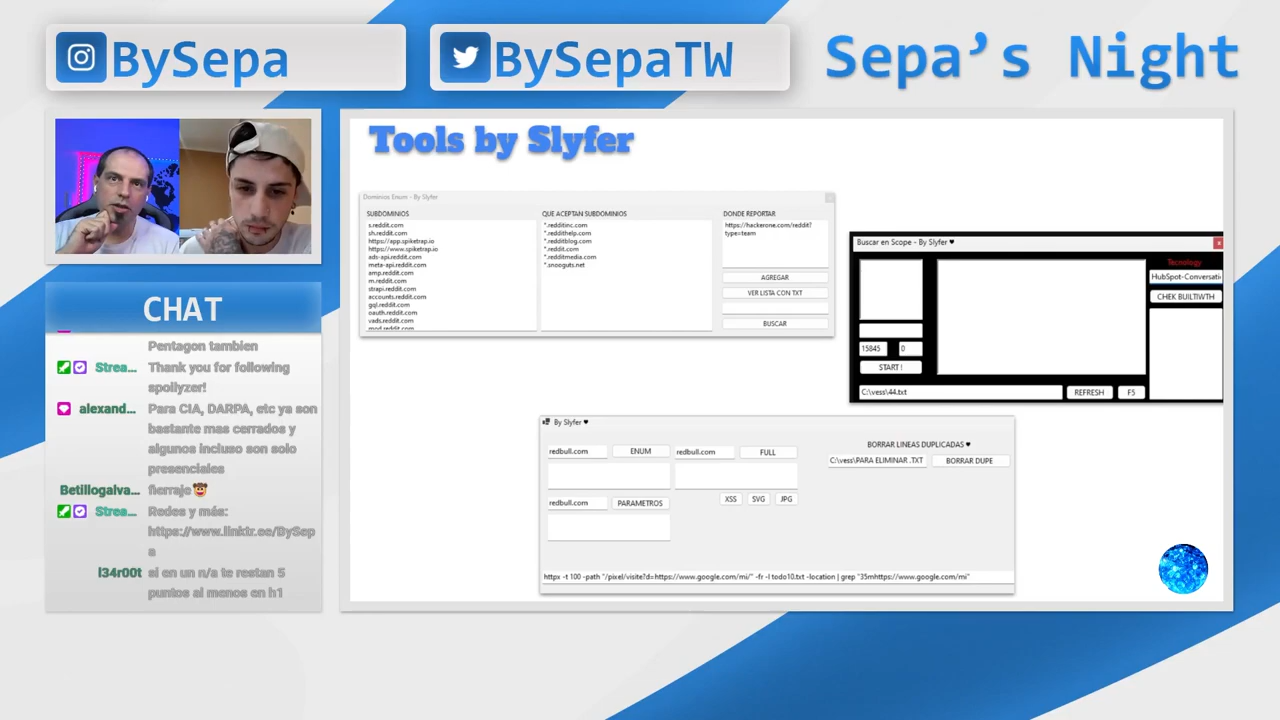 BySepa
BySepaTW
Sepa's Night
CHAT
Pentagon tambien
Strea... Thank you for following
spollyzer!
alexand... Para CIA, DARPA, etc ya son
bastante mas cerrados y
algunos incluso son solo
presenciales
Betillogalva... fierraje🤠
Strea... Redes y más:
https://www.linktr.ee/BySep
a
l34r00t si en un n/a te restan 5
puntos al menos en h1
Tools by Slyfer
Dominios Enum - By Slyfer
SUBDOMINIOS
s.reddit.com
sh.reddit.com
https://app.spiketrap.io
https://www.spiketrap.io
ads-api.reddit.com
meta-api.reddit.com
amp.reddit.com
m.reddit.com
strapi.reddit.com
accounts.reddit.com
gql.reddit.com
oauth.reddit.com
vads.reddit.com
mod.reddit.com
QUE ACEPTAN SUBDOMINIOS
*.redditinc.com
*.reddithelp.com
*.redditblog.com
*.reddit.com
*.redditmedia.com
*.snooguts.net
DONDE REPORTAR
https://hackerone.com/reddit?
type=team
AGREGAR
VER LISTA CON TXT
BUSCAR
Buscar en Scope - By Slyfer ♥
x
Tecnology
HubSpot-Conversati
CHEK BUILTIWTH
15845 0
START !
C:\vess\44.txt REFRESH F5
By Slyfer ♥
redbull.com ENUM redbull.com FULL
redbull.com PARAMETROS
XSS SVG JPG
BORRAR LINEAS DUPLICADAS ♥
C:\vess\PARA ELIMINAR .TXT BORRAR DUPE
httpx -t 100 -path "/pixel/visite?d=https://www.google.com/mi/" -fr -l todo10.txt -location | grep "35mhttps://www.google.com/mi"